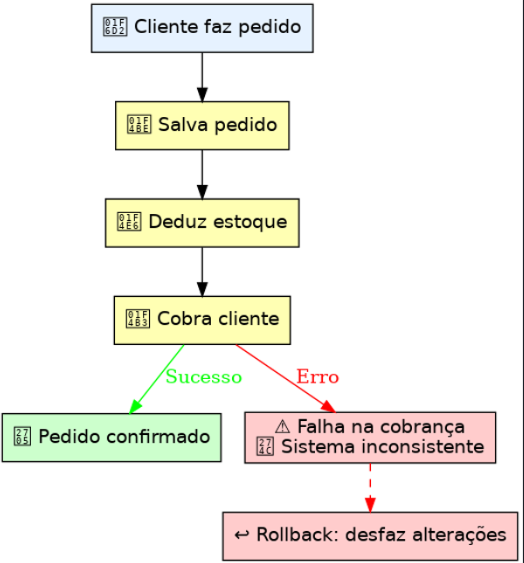 🛒 Cliente faz pedido
💾 Salva pedido
📦 Deduz estoque
💳 Cobra cliente
Sucesso
Erro
✅ Pedido confirmado
⚠ Falha na cobrança
❌ Sistema inconsistente
↩ Rollback: desfaz alterações